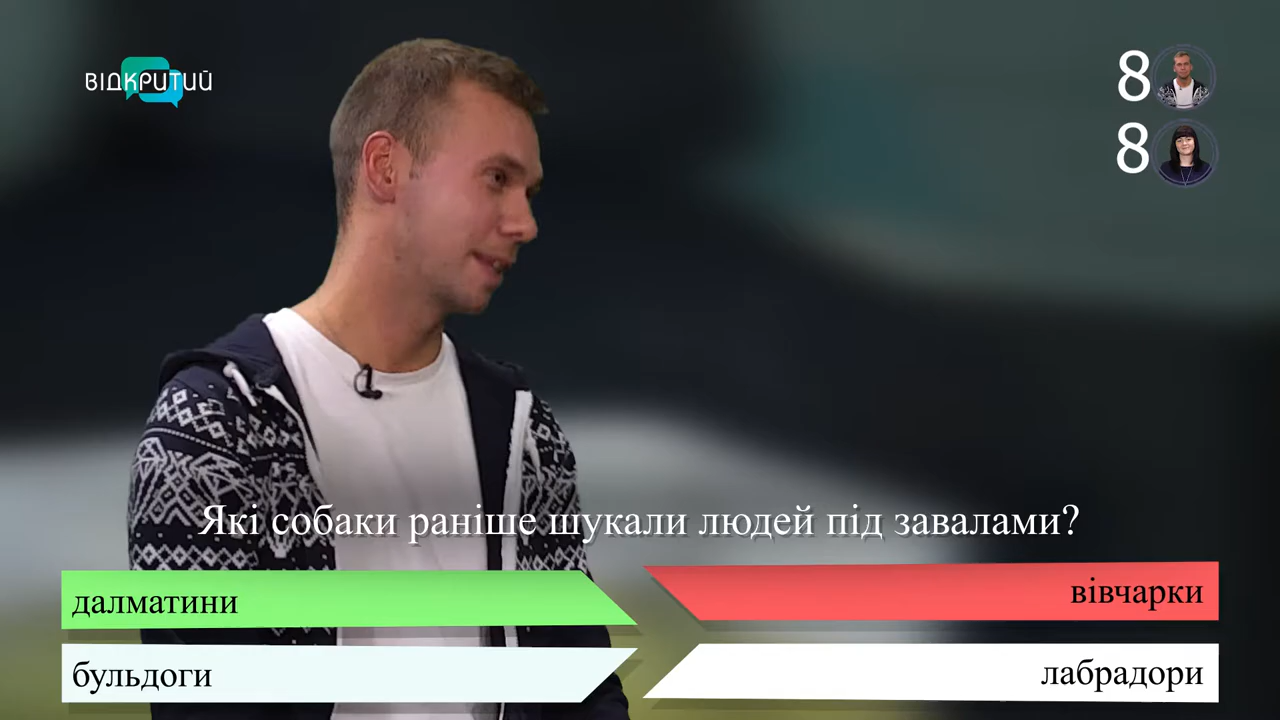 ВІДКРИТИЙ
8
8
Які собаки раніше шукали людей під завалами?
далматини
вівчарки
бульдоги
лабрадори